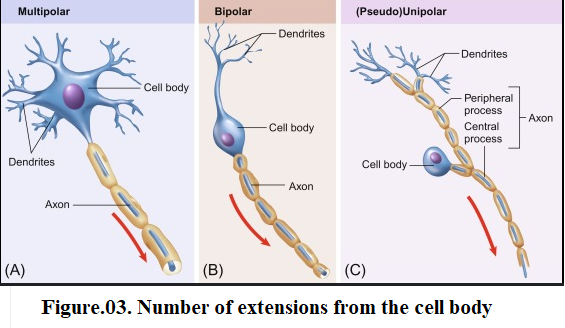 Multipolar
Dendrites
Cell body
Axon
(A)
Bipolar
Dendrites
Cell body
Axon
(B)
(Pseudo)Unipolar
Dendrites
Peripheral
process
Central
process
Axon
Cell body
(C)
Figure.03. Number of extensions from the cell body